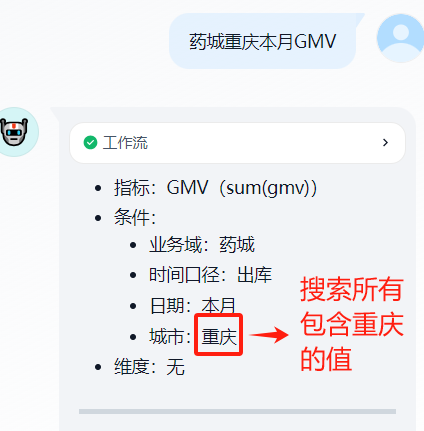 药城重庆本月GMV
工作流
指标：GMV（sum(gmv)）
条件：
业务域：药城
时间口径：出库
日期：本月
城市：重庆
维度：无
搜索所有
包含重庆
的值